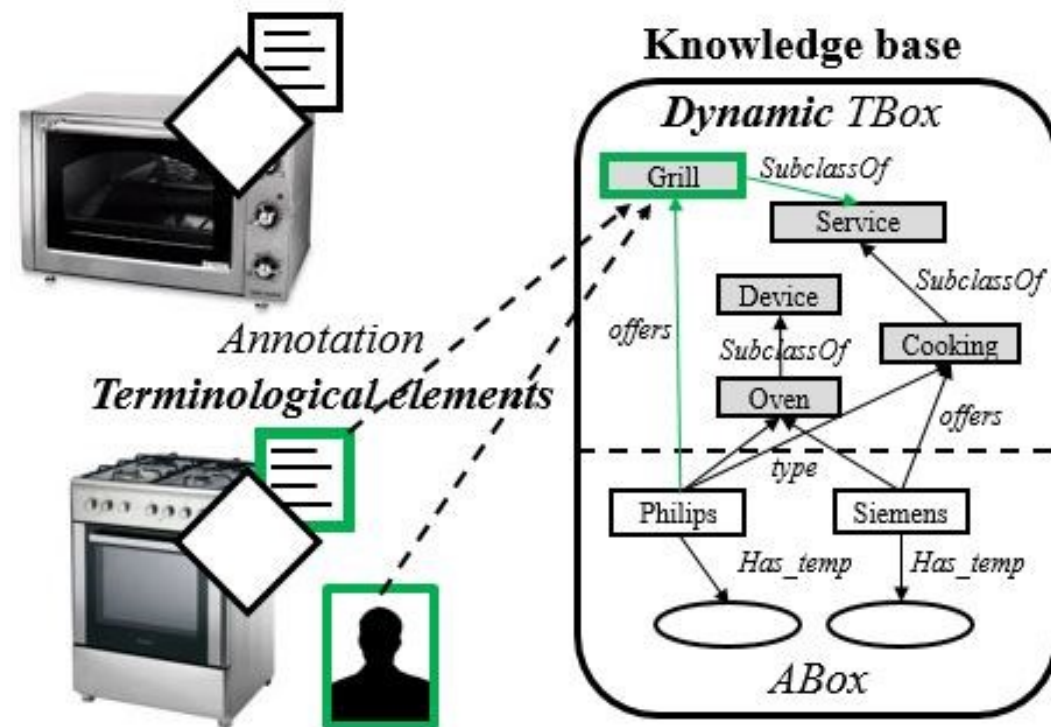 Knowledge base
Dynamic TBox
Grill
SubclassOf
Service
SubclassOf
Device
offers
SubclassOf
Cooking
Oven
offers
type
Philips
Siemens
Has_temp
Has_temp
ABox
Annotation
Terminological elements